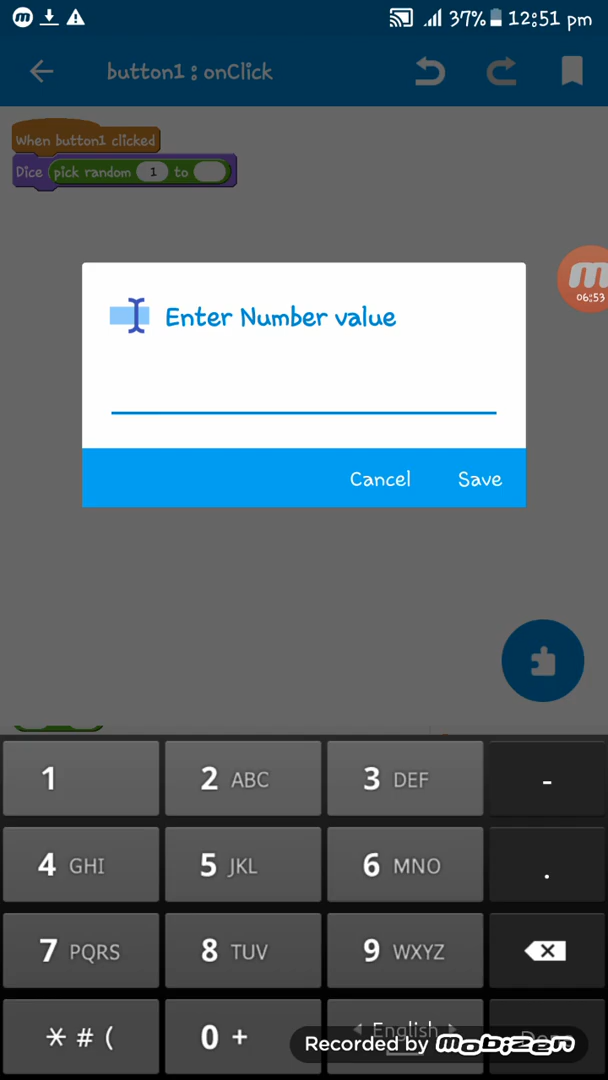 37% 12:51 pm
button1 : onClick
When button1 clicked
Dice pick random 1 to
06:53
Enter Number value
Cancel Save
1 2 ABC 3 DEF -
4 GHI 5 JKL 6 MNO .
7 PQRS 8 TUV 9 WXYZ
* # ( 0 + English Done
Recorded by mobizen